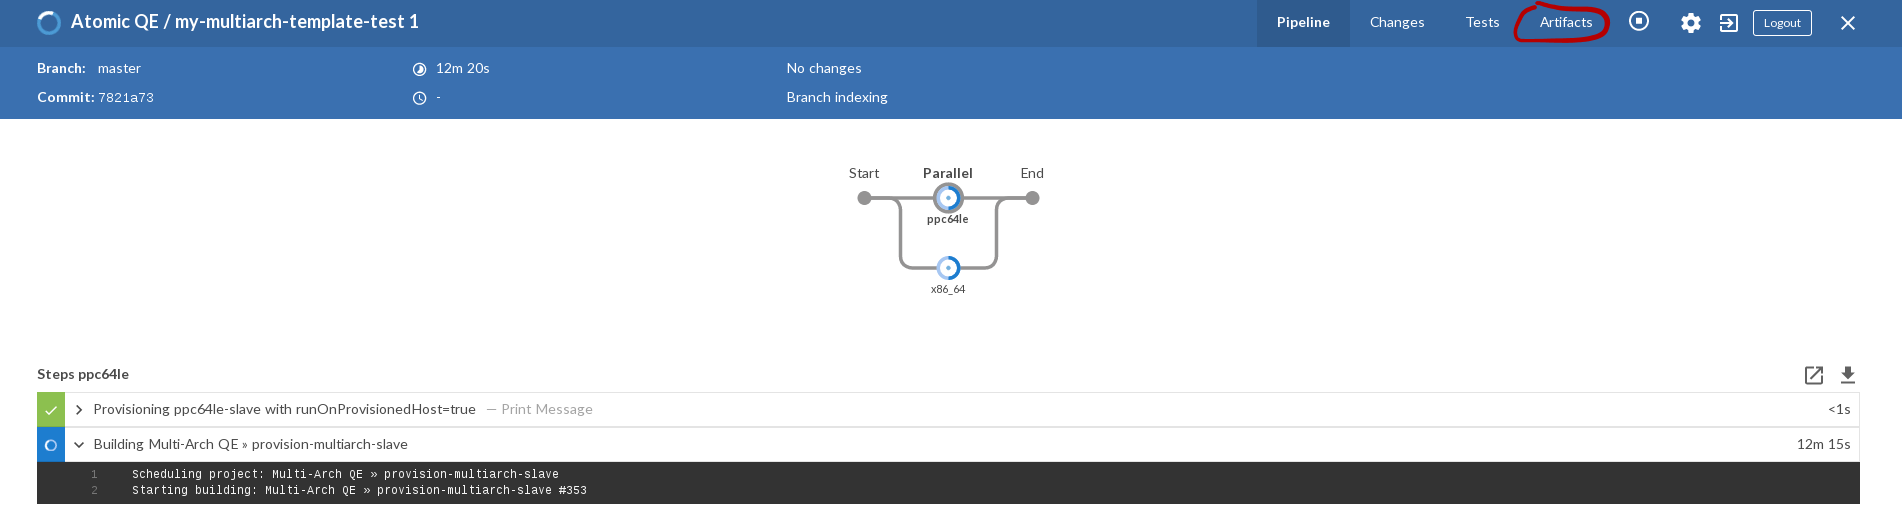 Atomic QE / my-multiarch-template-test 1
Pipeline Changes Tests Artifacts Logout
Branch: master 12m 20s No changes
Commit: 7821a73 - Branch indexing
Start Parallel End
ppc64le
x86_64
Steps ppc64le
Provisioning ppc64le-slave with runOnProvisionedHost=true — Print Message <1s
Building Multi-Arch QE » provision-multiarch-slave 12m 15s
1 Scheduling project: Multi-Arch QE » provision-multiarch-slave
2 Starting building: Multi-Arch QE » provision-multiarch-slave #353